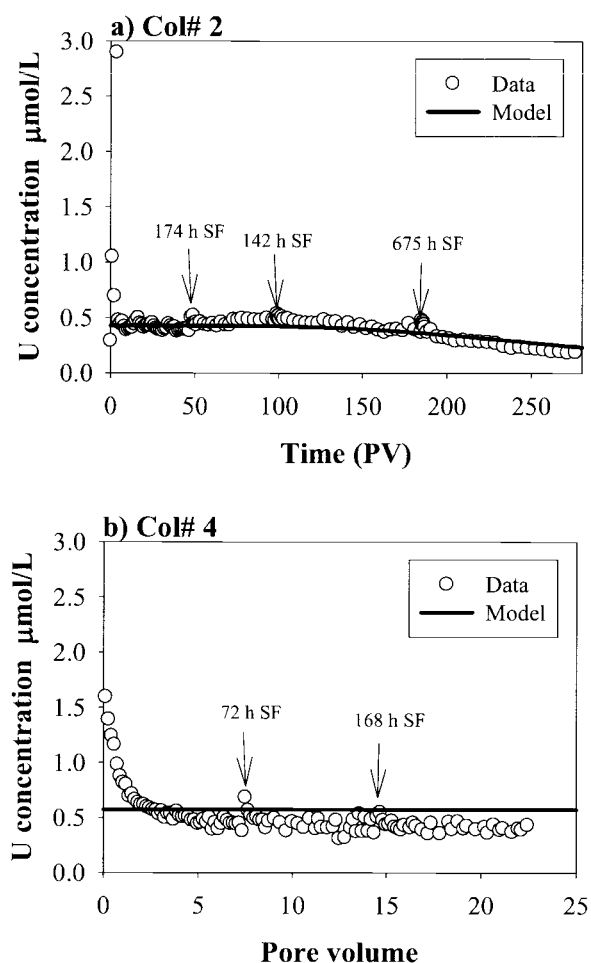 a) Col# 2
U concentration µmol/L
3.0
2.5
2.0
1.5
1.0
0.5
0.0
Data
Model
174 h SF
142 h SF
675 h SF
0 50 100 150 200 250
Time (PV)
b) Col# 4
U concentration µmol/L
3.0
2.5
2.0
1.5
1.0
0.5
0.0
Data
Model
72 h SF
168 h SF
0 5 10 15 20 25
Pore volume